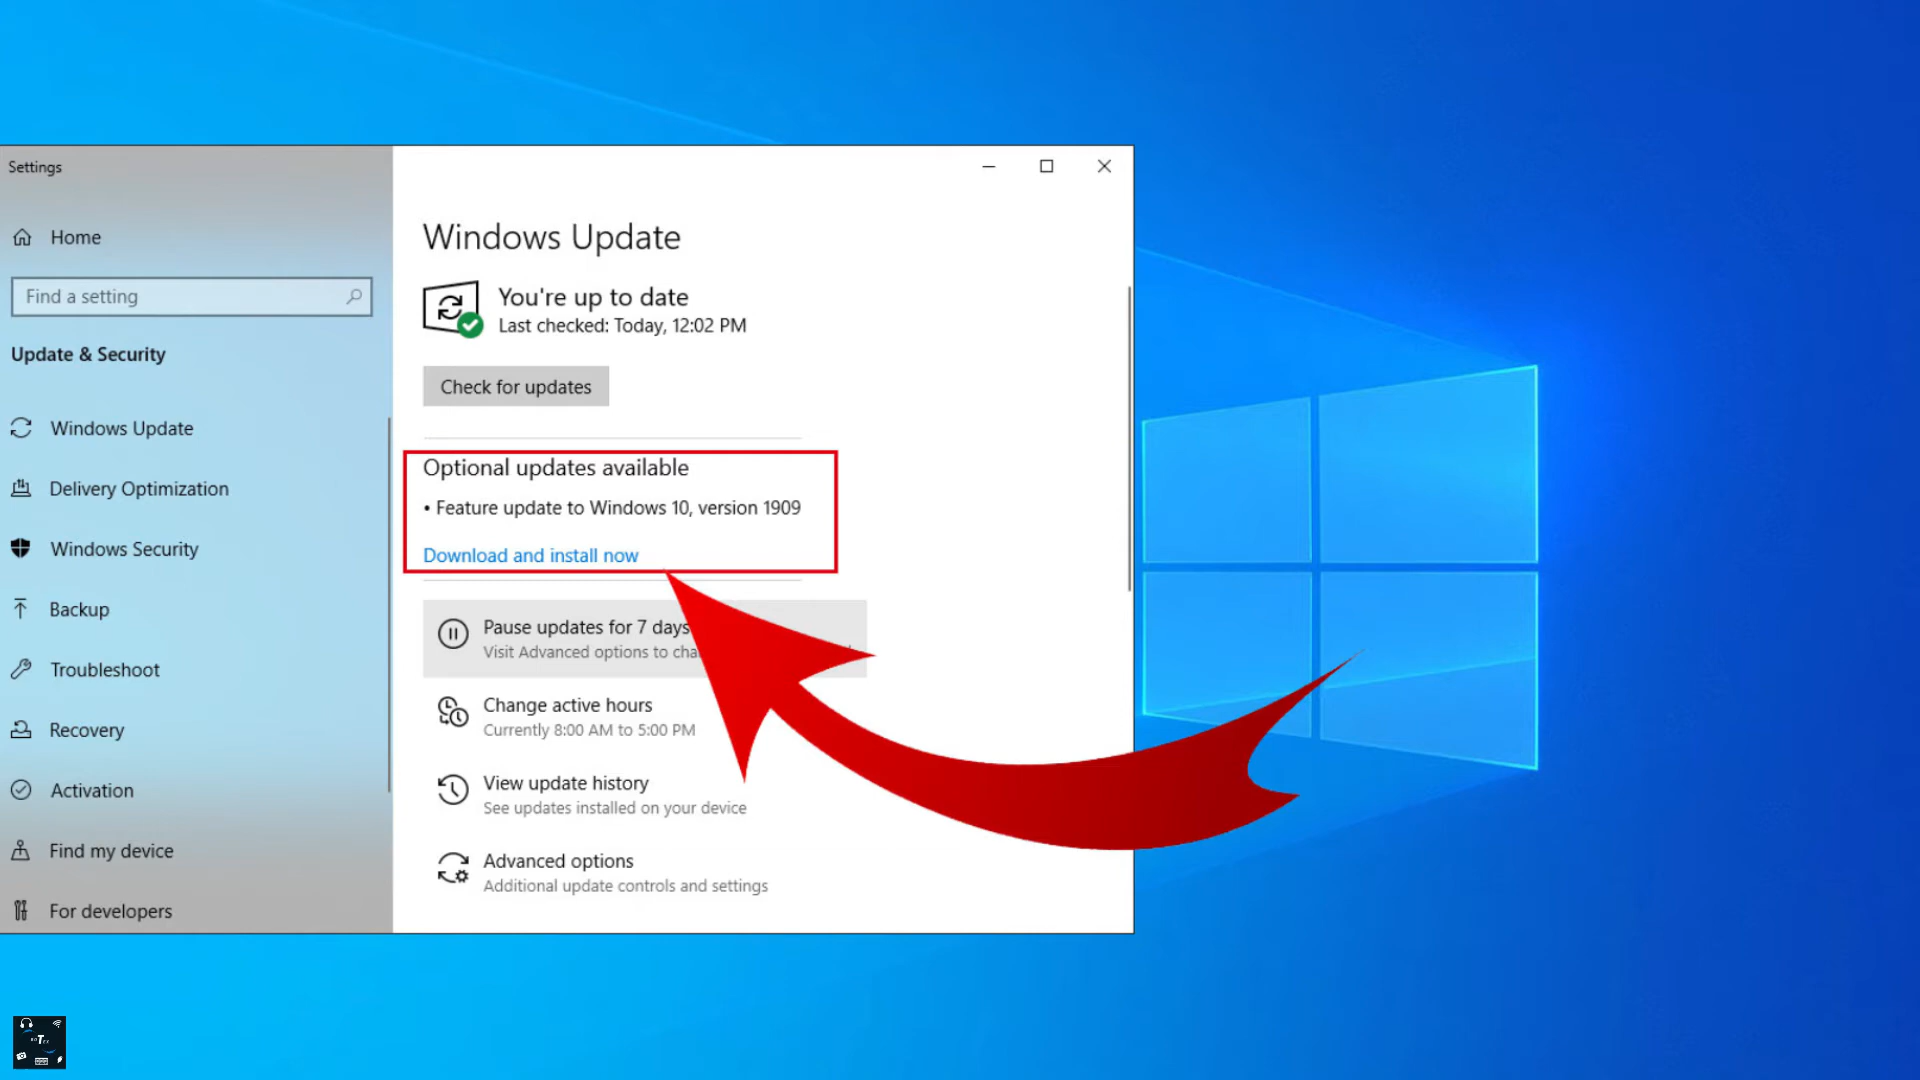 Settings
Home
Find a setting
Update & Security
Windows Update
Delivery Optimization
Windows Security
Backup
Troubleshoot
Recovery
Activation
Find my device
For developers
Windows Update
You're up to date
Last checked: Today, 12:02 PM
Check for updates
Optional updates available
• Feature update to Windows 10, version 1909
Download and install now
Pause updates for 7 days
Visit Advanced options to
Change active hours
Currently 8:00 AM to 5:00 PM
View update history
See updates installed on your device
Advanced options
Additional update controls and settings